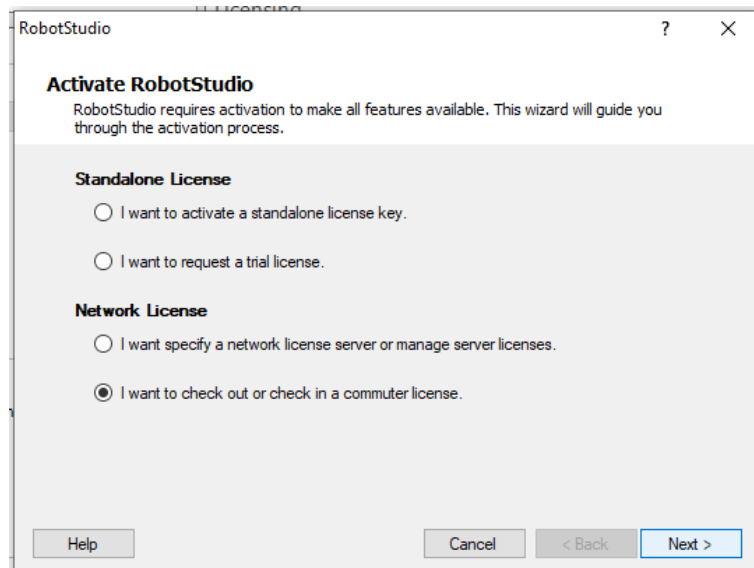 Licensing
RobotStudio ?
Activate RobotStudio
RobotStudio requires activation to make all features available. This wizard will guide you
through the activation process.
Standalone License
I want to activate a standalone license key.
I want to request a trial license.
Network License
I want specify a network license server or manage server licenses.
I want to check out or check in a commuter license.
Help Cancel < Back Next >